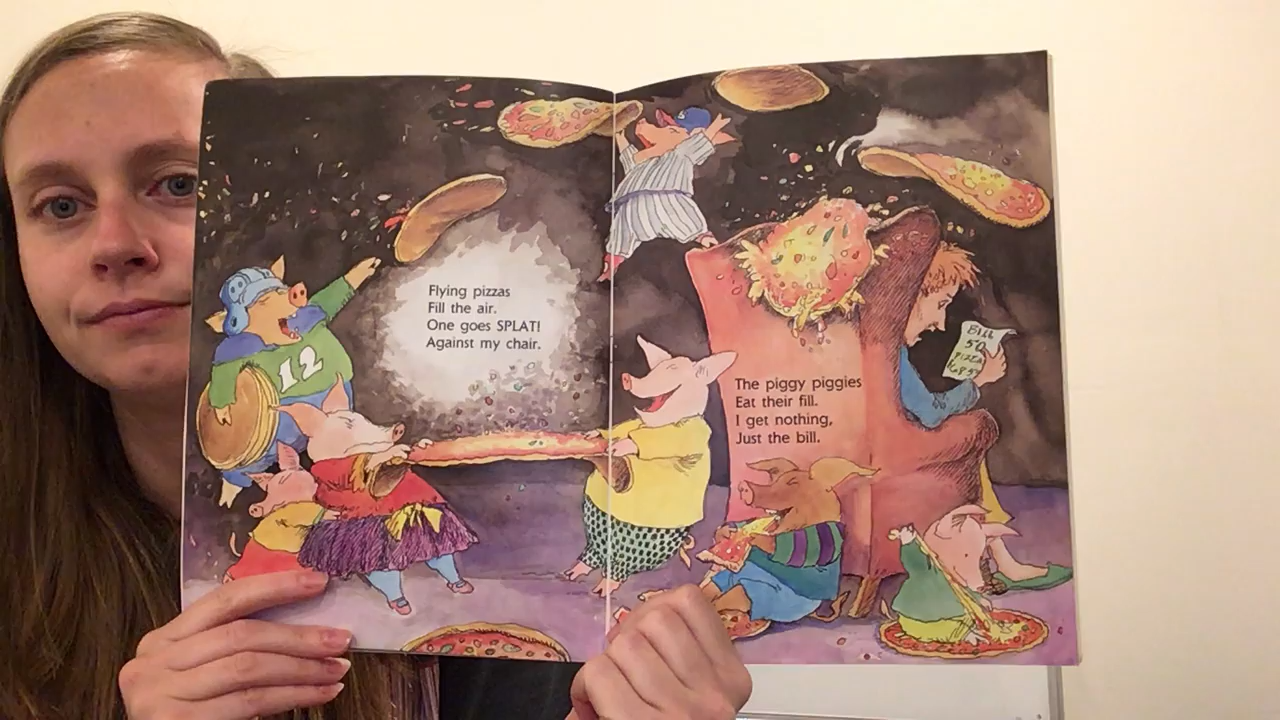 Flying pizzas
Fill the air.
One goes SPLAT!
Against my chair.
12
The piggy piggies
Eat their fill.
I get nothing,
Just the bill.
BILL
50
PIZZAS